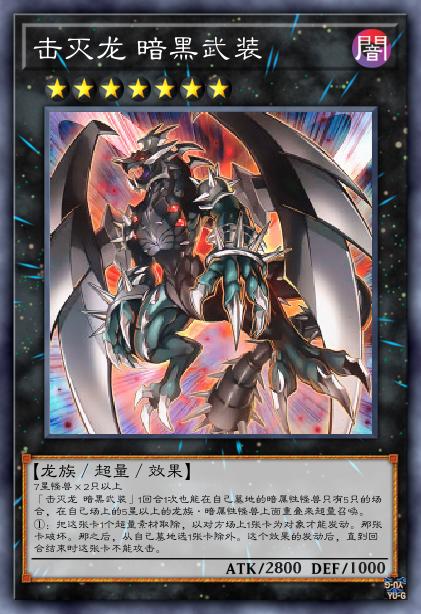 击灭龙 暗黑武装
闇
【龙族／超量／效果】
7星怪兽×2只以上
「击灭龙 暗黑武装」1回合1次也能在自己墓地的暗属性怪兽只有5只的场
合，在自己场上的5星以上的龙族·暗属性怪兽上面重叠来超量召唤。
①：把这张卡1个超量素材取除，以对方场上1张卡为对象才能发动。那张
卡破坏。那之后，从自己墓地选1张卡除外。这个效果的发动后，直到回
合结束时这张卡不能攻击。
ATK/2800 DEF/1000